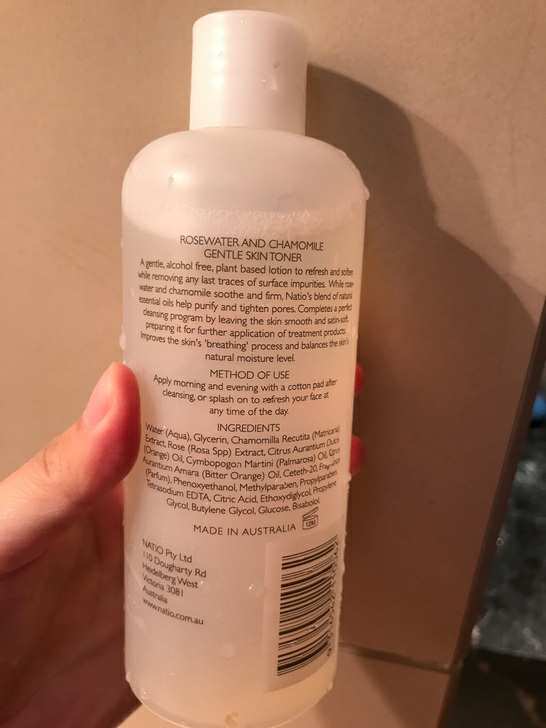 ROSEWATER AND CHAMOMILE
GENTLE SKIN TONER
A gentle, alcohol free, plant based lotion to refresh and soften
while removing any last traces of surface impurities. While rose-
water and chamomile soothe and firm, Natio's blend of natural
essential oils help purify and tighten pores. Completes a perfect
cleansing program by leaving the skin smooth and satin-soft,
preparing it for further application of treatment products.
Improves the skin's 'breathing' process and balances the skin's
natural moisture level.
METHOD OF USE
Apply morning and evening with a cotton pad after
cleansing, or splash on to refresh your face at
any time of the day.
INGREDIENTS
Water (Aqua), Glycerin, Chamomilla Recutita (Matricaria)
Extract, Rose (Rosa Spp) Extract, Citrus Aurantium Dulcis
(Orange) Oil, Cymbopogon Martini (Palmarosa) Oil, Citrus
Aurantium Amara (Bitter Orange) Oil, Ceteth-20, Fragrance
(Parfum), Phenoxyethanol, Methylparaben, Propylparaben,
Tetrasodium EDTA, Citric Acid, Ethoxydiglycol, Propylene
Glycol, Butylene Glycol, Glucose, Bisabolol.
MADE IN AUSTRALIA
12M
NATIO Pty Ltd
110 Dougharty Rd
Heidelberg West
Victoria 3081
Australia
www.natio.com.au